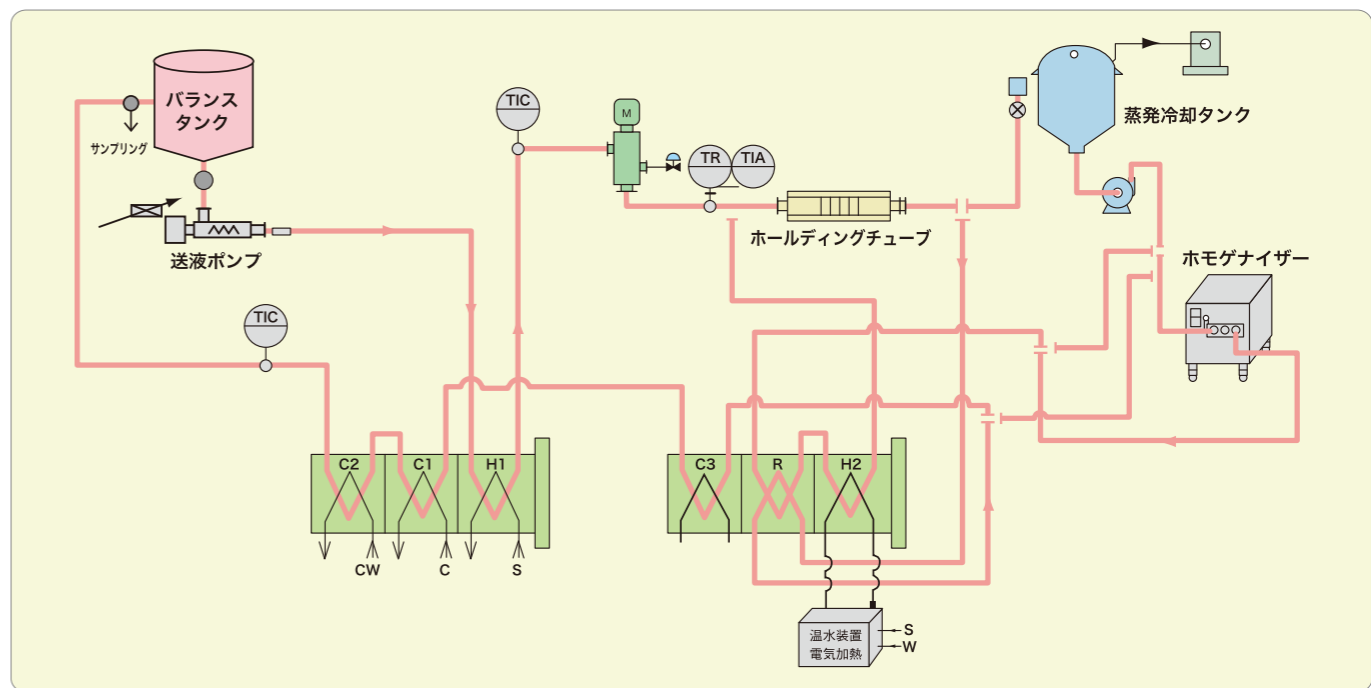 バランス
タンク
サンプリング
送液ポンプ
TIC
TIC
M
TR
TIA
ホールディングチューブ
蒸発冷却タンク
ホモゲナイザー
C2
C1
H1
CW
C
S
C3
R
H2
温水装置
電気加熱
S
W